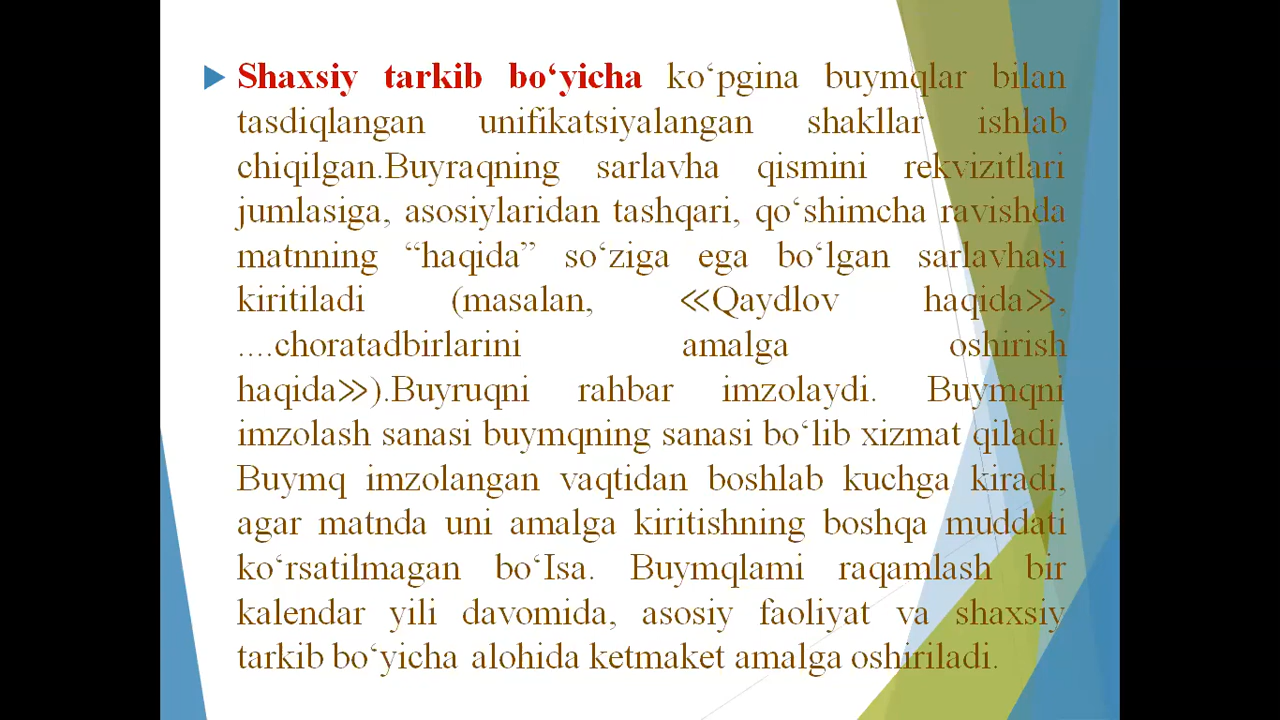 Shaxsiy tarkib bo‘yicha ko‘pgina buymqlar bilan
tasdiqlangan unifikatsiyalangan shakllar ishlab
chiqilgan.Buyraqning sarlavha qismini rekvizitlari
jumlasiga, asosiylaridan tashqari, qo‘shimcha ravishda
matnning “haqida” so‘ziga ega bo‘lgan sarlavhasi
kiritiladi (masalan, ≪Qaydlov haqida≫,
....choratadbirlarini amalga oshirish
haqida≫).Buyruqni rahbar imzolaydi. Buymqni
imzolash sanasi buymqning sanasi bo‘lib xizmat qiladi.
Buymq imzolangan vaqtidan boshlab kuchga kiradi,
agar matnda uni amalga kiritishning boshqa muddati
ko‘rsatilmagan bo‘Isa. Buymqlami raqamlash bir
kalendar yili davomida, asosiy faoliyat va shaxsiy
tarkib bo‘yicha alohida ketmaket amalga oshiriladi.